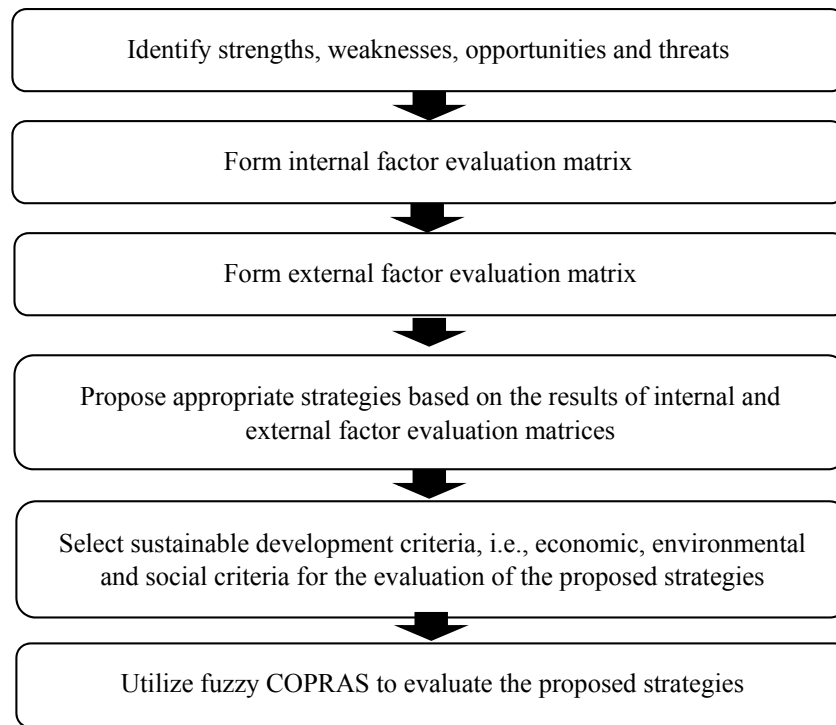 Identify strengths, weaknesses, opportunities and threats
Form internal factor evaluation matrix
Form external factor evaluation matrix
Propose appropriate strategies based on the results of internal and
external factor evaluation matrices
Select sustainable development criteria, i.e., economic, environmental
and social criteria for the evaluation of the proposed strategies
Utilize fuzzy COPRAS to evaluate the proposed strategies